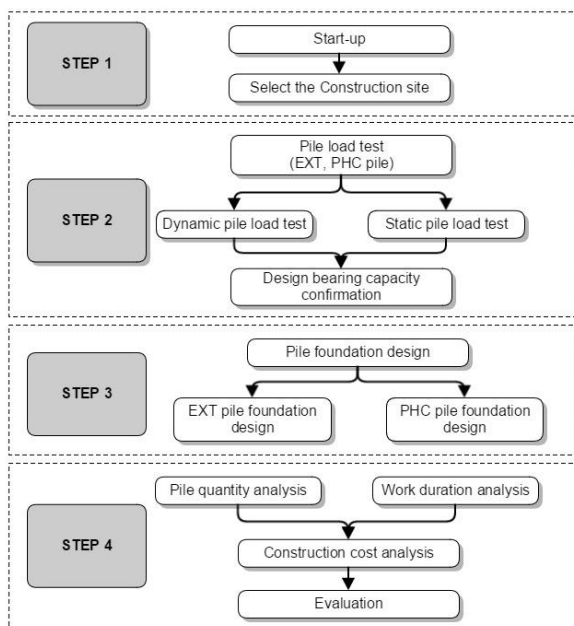 STEP 1
Start-up
Select the Construction site
STEP 2
Pile load test
(EXT, PHC pile)
Dynamic pile load test
Static pile load test
Design bearing capacity
confirmation
STEP 3
Pile foundation design
EXT pile foundation
design
PHC pile foundation
design
STEP 4
Pile quantity analysis
Work duration analysis
Construction cost analysis
Evaluation